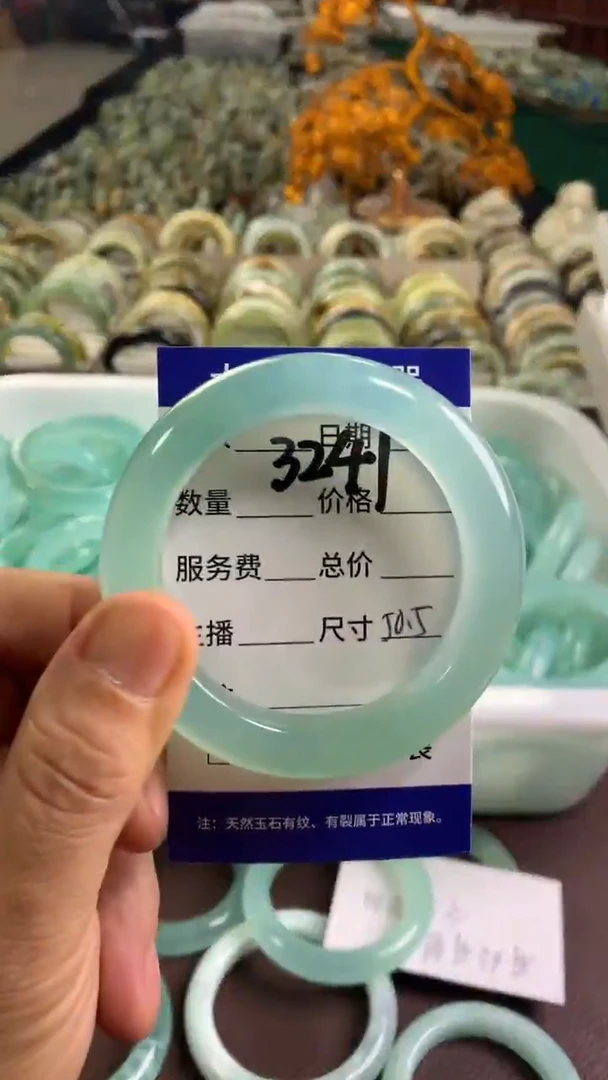 日期
3241
数量 价格
服务费 总价
播 尺寸 50.5
注：天然玉石有纹、有裂属于正常现象。